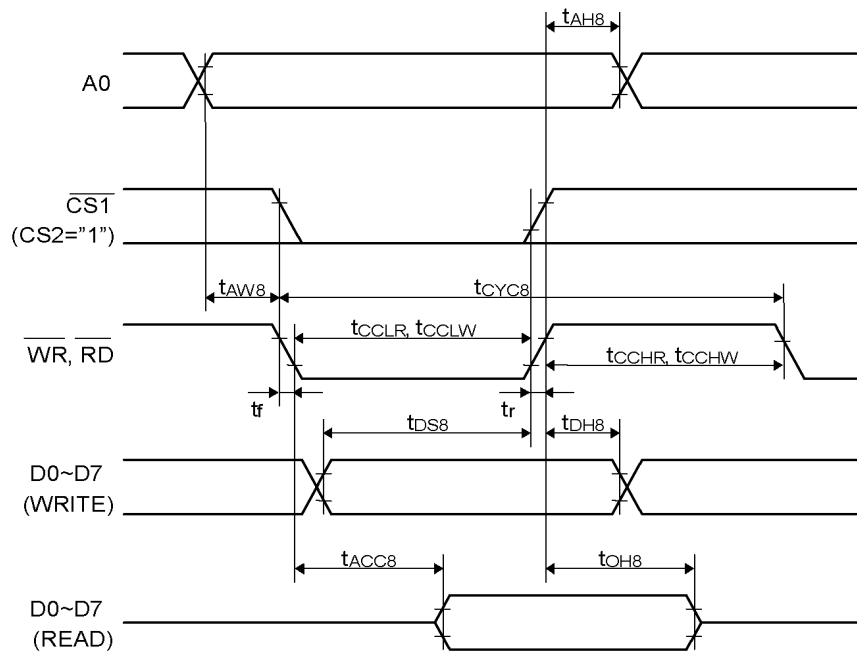 tAH8
A0
CS1
(CS2="1")
tAW8
tCYC8
WR, RD
tCCLR, tCCLW
tCCHR, tCCHW
tf
tr
tDS8
tDH8
D0~D7
(WRITE)
tACC8
tOH8
D0~D7
(READ)